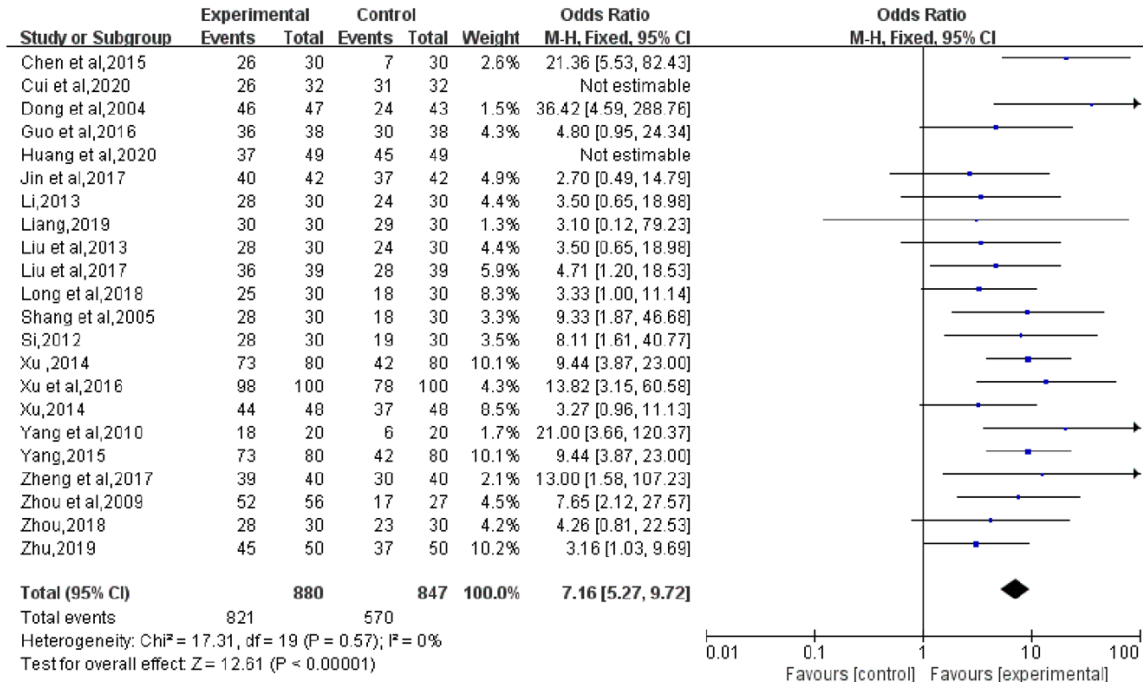 Experimental Control Odds Ratio Odds Ratio
Study or Subgroup Events Total Events Total Weight M-H, Fixed, 95% CI M-H, Fixed, 95% CI
Chen et al,2015 26 30 7 30 2.6% 21.36 [5.53, 82.43]
Cui et al,2020 26 32 31 32 Not estimable
Dong et al,2004 46 47 24 43 1.5% 36.42 [4.59, 288.76]
Guo et al,2016 36 38 30 38 4.3% 4.80 [0.95, 24.34]
Huang et al,2020 37 49 45 49 Not estimable
Jin et al,2017 40 42 37 42 4.9% 2.70 [0.49, 14.79]
Li,2013 28 30 24 30 4.4% 3.50 [0.65, 18.98]
Liang,2019 30 30 29 30 1.3% 3.10 [0.12, 79.23]
Liu et al,2013 28 30 24 30 4.4% 3.50 [0.65, 18.98]
Liu et al,2017 36 39 28 39 5.9% 4.71 [1.20, 18.53]
Long et al,2018 25 30 18 30 8.3% 3.33 [1.00, 11.14]
Shang et al,2005 28 30 18 30 3.3% 9.33 [1.87, 46.68]
Si,2012 28 30 19 30 3.5% 8.11 [1.61, 40.77]
Xu ,2014 73 80 42 80 10.1% 9.44 [3.87, 23.00]
Xu et al,2016 98 100 78 100 4.3% 13.82 [3.15, 60.58]
Xu,2014 44 48 37 48 8.5% 3.27 [0.96, 11.13]
Yang et al,2010 18 20 6 20 1.7% 21.00 [3.66, 120.37]
Yang,2015 73 80 42 80 10.1% 9.44 [3.87, 23.00]
Zheng et al,2017 39 40 30 40 2.1% 13.00 [1.58, 107.23]
Zhou et al,2009 52 56 17 27 4.5% 7.65 [2.12, 27.57]
Zhou,2018 28 30 23 30 4.2% 4.26 [0.81, 22.53]
Zhu,2019 45 50 37 50 10.2% 3.16 [1.03, 9.69]
Total (95% CI) 880 847 100.0% 7.16 [5.27, 9.72]
Total events 821 570
Heterogeneity: Chi² = 17.31, df = 19 (P = 0.57); I² = 0%
Test for overall effect: Z = 12.61 (P < 0.00001)
0.01 0.1 1 10 100
Favours [control] Favours [experimental]